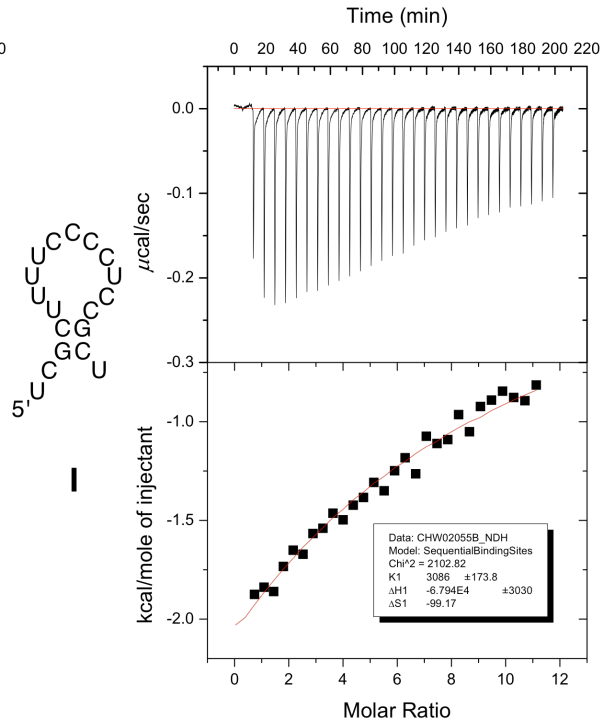 Time (min)
0
0 20 40 60 80 100 120 140 160 180 200 220
0.0
-0.1
-0.2
-0.3
µcal/sec
C C C C
U
U U
U C
U C
C G
G C
C U
U
5'
I
-1.0
-1.5
-2.0
kcal/mole of injectant
Data: CHW02055B_NDH
Model: SequentialBindingSites
Chi^2 = 2102.82
K1 3086 ±173.8
ΔH1 -6.794E4 ±3030
ΔS1 -99.17
0 2 4 6 8 10 12
Molar Ratio